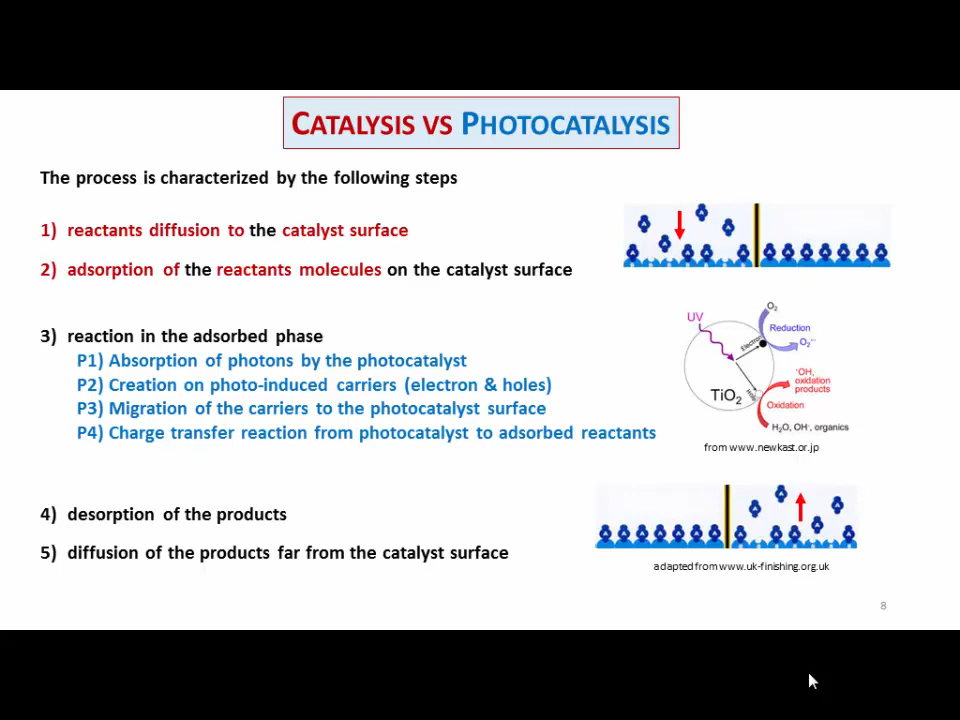 CATALYSIS VS PHOTOCATALYSIS
The process is characterized by the following steps
1) reactants diffusion to the catalyst surface
2) adsorption of the reactants molecules on the catalyst surface
3) reaction in the adsorbed phase
P1) Absorption of photons by the photocatalyst
P2) Creation on photo-induced carriers (electron & holes)
P3) Migration of the carriers to the photocatalyst surface
P4) Charge transfer reaction from photocatalyst to adsorbed reactants
UV
O2
Reduction
Electron
O2•-
TiO2
Hole
•OH,
oxidation
products
Oxidation
H2O, OH-, organics
from www.newkast.or.jp
4) desorption of the products
5) diffusion of the products far from the catalyst surface
adapted from www.uk-finishing.org.uk
8